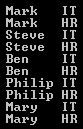 Mark IT
Mark HR
Steve IT
Steve HR
Ben IT
Ben HR
Philip IT
Philip HR
Mary IT
Mary HR